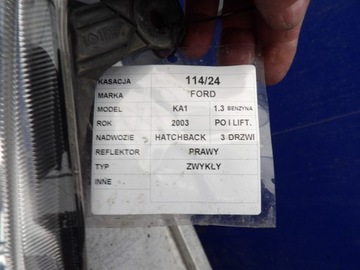 KASACJA 114/24
MARKA FORD
MODEL KA1 1.3 BENZYNA
ROK 2003 PO I LIFT.
NADWOZIE HATCHBACK 3 DRZWI
REFLEKTOR PRAWY
TYP ZWYKŁY
INNE